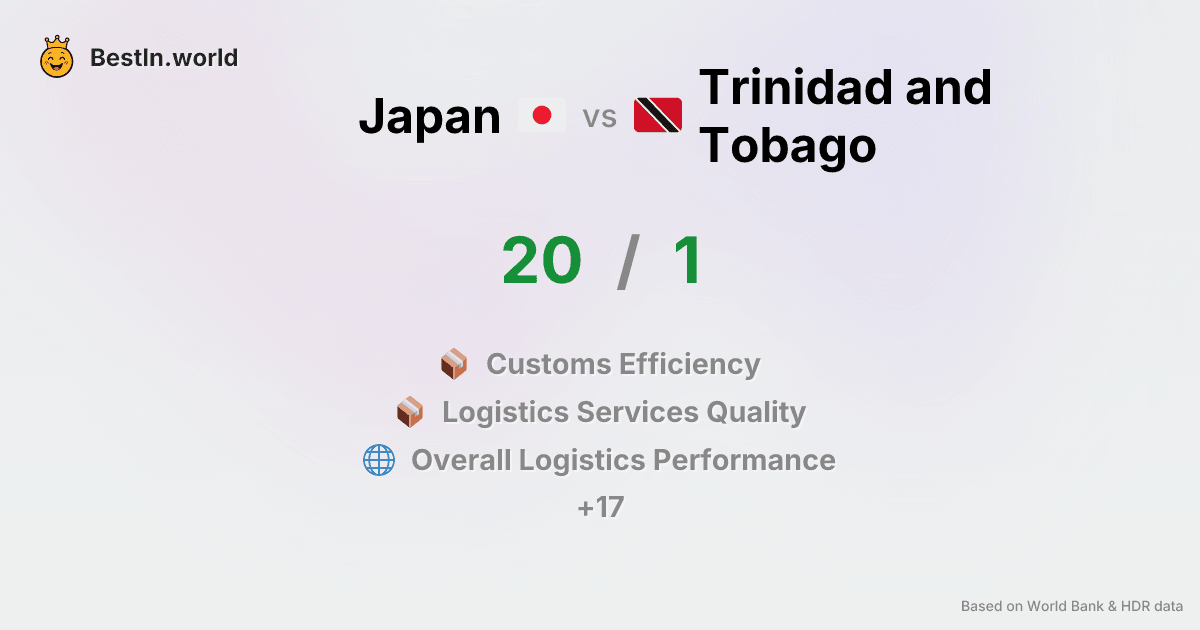 BestIn.world
Japan vs Trinidad and
Tobago
20 / 1
Customs Efficiency
Logistics Services Quality
Overall Logistics Performance
+17
Based on World Bank & HDR data